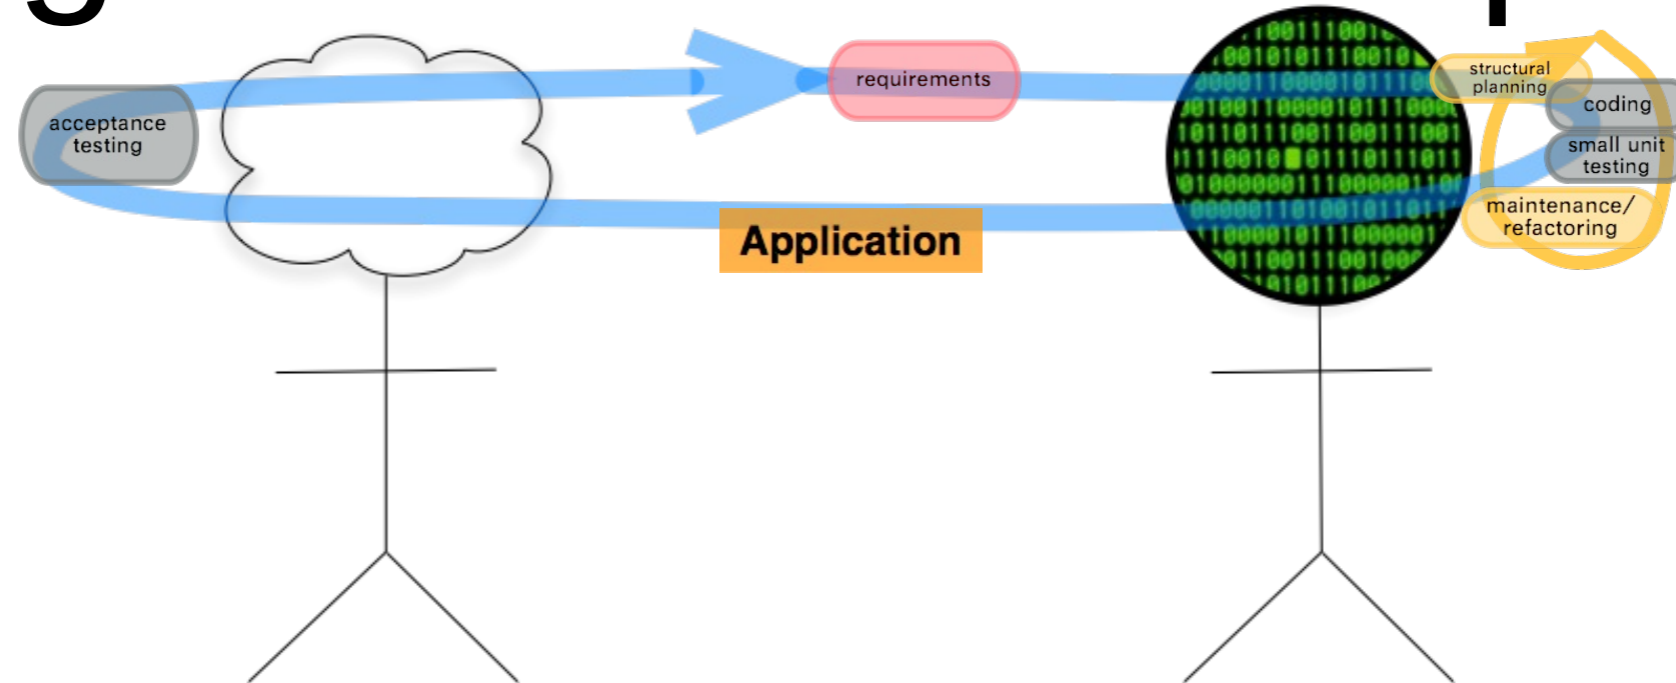 acceptance
testing
requirements
structural
planning
coding
small unit
testing
maintenance/
refactoring
Application